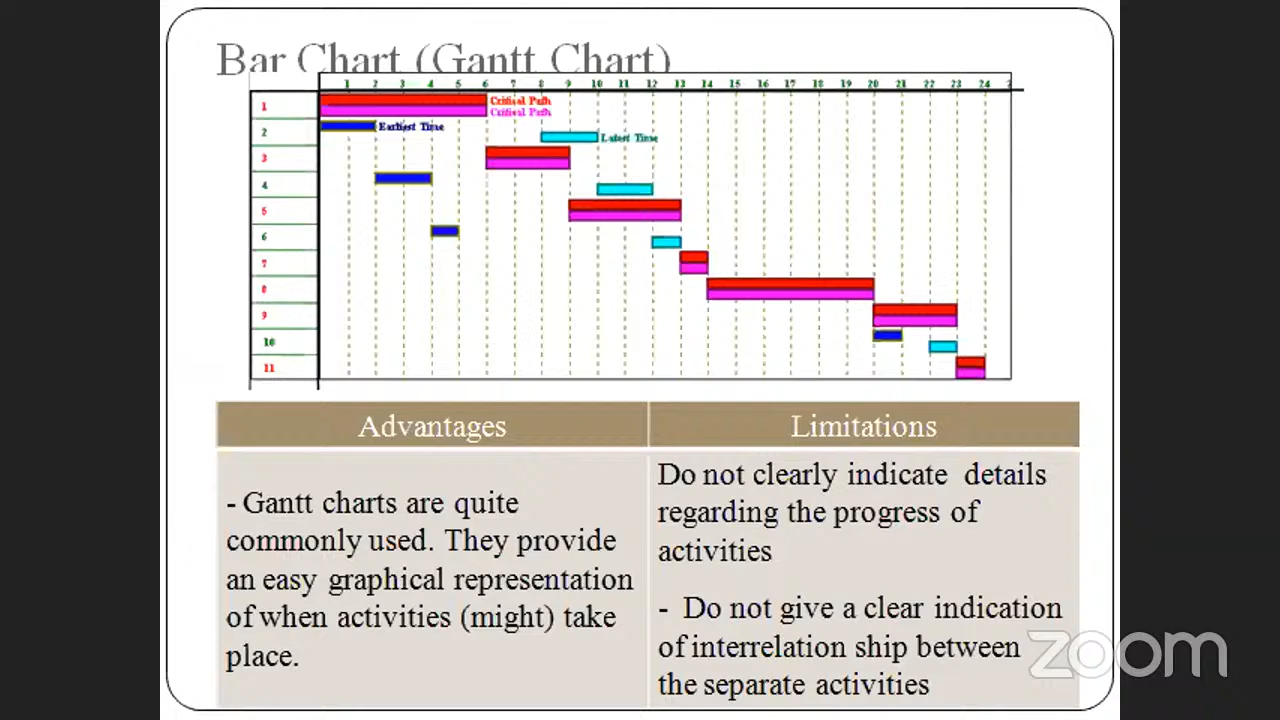 Bar Chart (Gantt Chart)
1 2 3 4 5 6 7 8 9 10 11 12 13 14 15 16 17 18 19 20 21 22 23 24
1
Critical Path
Critical Path
2
Earliest Time
Latest Time
3
4
5
6
7
8
9
10
11
Advantages
Limitations
- Gantt charts are quite
commonly used. They provide
an easy graphical representation
of when activities (might) take
place.
Do not clearly indicate details
regarding the progress of
activities
- Do not give a clear indication
of interrelation ship between
the separate activities
zoom